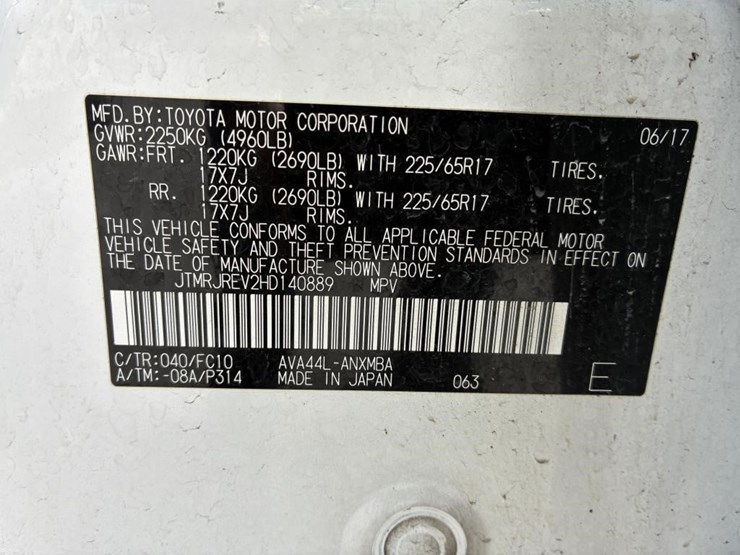 MFD. BY: TOYOTA MOTOR CORPORATION 06/17
GVWR: 2250KG (4960LB)
GAWR: FRT. 1220KG (2690LB) WITH 225/65R17 TIRES.
17X7J RIMS.
RR. 1220KG (2690LB) WITH 225/65R17 TIRES.
17X7J RIMS.
THIS VEHICLE CONFORMS TO ALL APPLICABLE FEDERAL MOTOR
VEHICLE SAFETY AND THEFT PREVENTION STANDARDS IN EFFECT ON
THE DATE OF MANUFACTURE SHOWN ABOVE.
JTMRJREV2HD140889 MPV
C/TR: 040/FC10 AVA44L-ANXMBA
A/TM: -08A/P314 MADE IN JAPAN 063 E